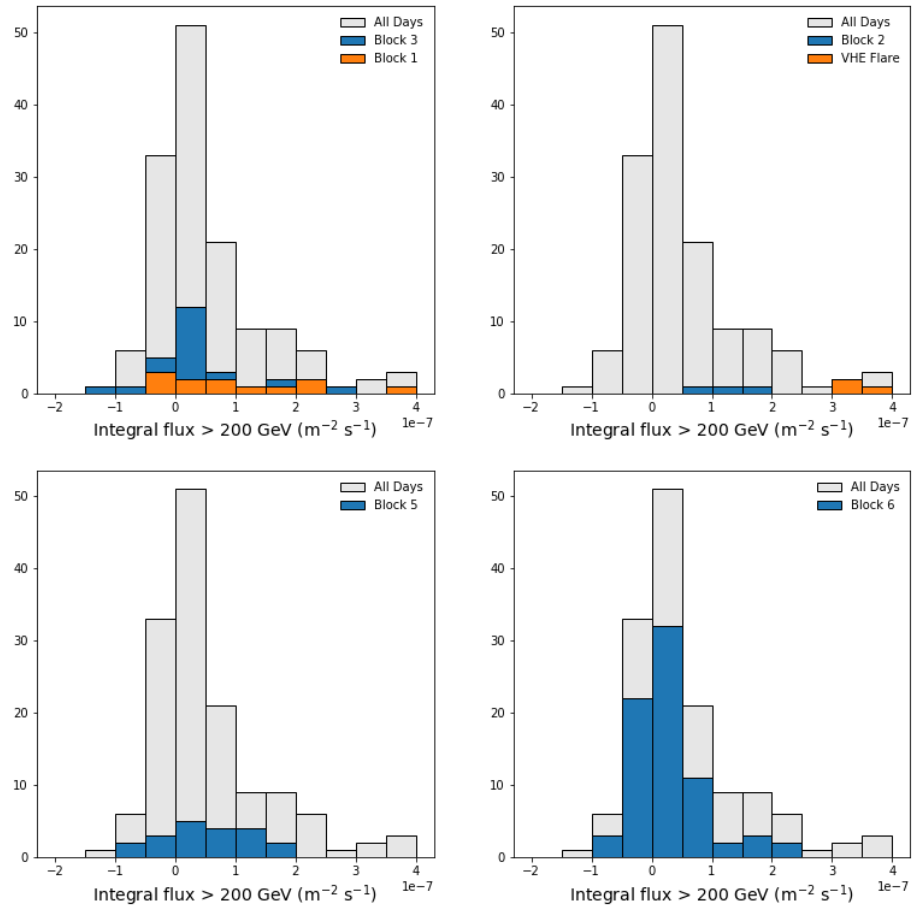 50
40
30
20
10
0
All Days
Block 3
Block 1
−2 −1 0 1 2 3 4
1e−7
Integral flux > 200 GeV (m⁻² s⁻¹)
50
40
30
20
10
0
All Days
Block 2
VHE Flare
−2 −1 0 1 2 3 4
1e−7
Integral flux > 200 GeV (m⁻² s⁻¹)
50
40
30
20
10
0
All Days
Block 5
−2 −1 0 1 2 3 4
1e−7
Integral flux > 200 GeV (m⁻² s⁻¹)
50
40
30
20
10
0
All Days
Block 6
−2 −1 0 1 2 3 4
1e−7
Integral flux > 200 GeV (m⁻² s⁻¹)